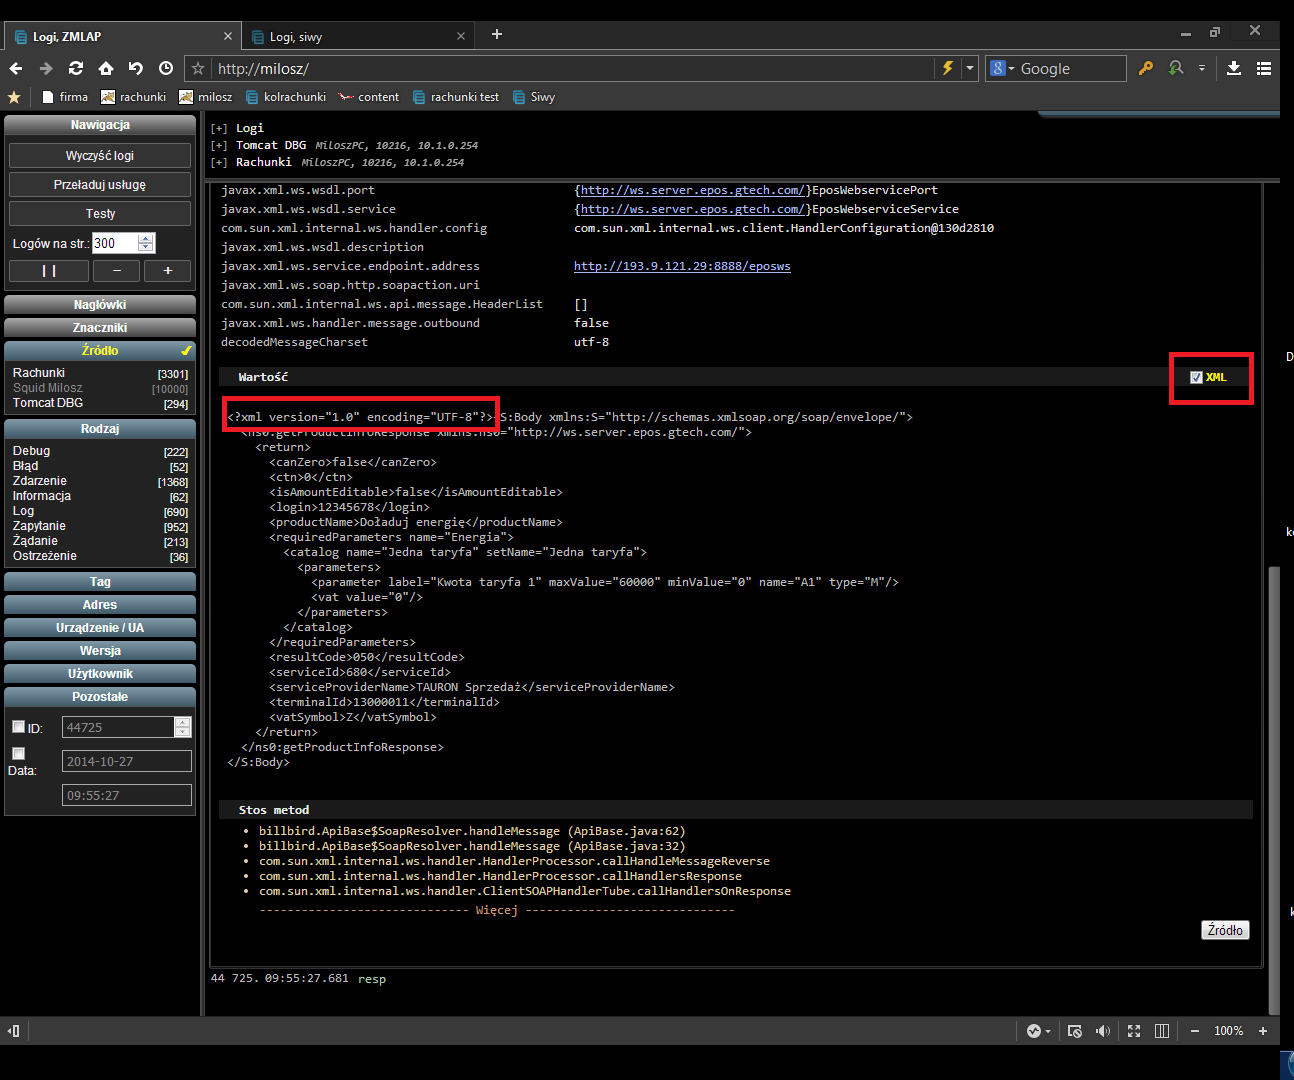 Logi, ZMLAP
Logi, siwy
http://milosz/
Google
firma
rachunki
milosz
kolrachunki
content
rachunki test
Siwy
Nawigacja
Wyczyść logi
Przeładuj usługę
Testy
Logów na str.: 300
| |
−
+
Nagłówki
Znaczniki
Źródło
Rachunki [3301]
Squid Milosz [10000]
Tomcat DBG [294]
Rodzaj
Debug [222]
Błąd [52]
Zdarzenie [1368]
Informacja [62]
Log [690]
Zapytanie [952]
Żądanie [213]
Ostrzeżenie [36]
Tag
Adres
Urządzenie / UA
Wersja
Użytkownik
Pozostałe
ID: 44725
Data: 2014-10-27
09:55:27
[+] Logi
[+] Tomcat DBG MiloszPC, 10216, 10.1.0.254
[+] Rachunki MiloszPC, 10216, 10.1.0.254
javax.xml.ws.wsdl.port {http://ws.server.epos.gtech.com/}EposWebservicePort
javax.xml.ws.wsdl.service {http://ws.server.epos.gtech.com/}EposWebserviceService
com.sun.xml.internal.ws.handler.config com.sun.xml.internal.ws.client.HandlerConfiguration@130d2810
javax.xml.ws.wsdl.description
javax.xml.ws.service.endpoint.address http://193.9.121.29:8888/eposws
javax.xml.ws.soap.http.soapaction.uri
com.sun.xml.internal.ws.api.message.HeaderList []
javax.xml.ws.handler.message.outbound false
decodedMessageCharset utf-8
Wartość XML
<?xml version="1.0" encoding="UTF-8"?><S:Body xmlns:S="http://schemas.xmlsoap.org/soap/envelope/">
<ns0:getProductInfoResponse xmlns:ns0="http://ws.server.epos.gtech.com/">
<return>
<canZero>false</canZero>
<ctn>0</ctn>
<isAmountEditable>false</isAmountEditable>
<login>12345678</login>
<productName>Doładuj energię</productName>
<requiredParameters name="Energia">
<catalog name="Jedna taryfa" setName="Jedna taryfa">
<parameters>
<parameter label="Kwota taryfa 1" maxValue="60000" minValue="0" name="A1" type="M"/>
<vat value="0"/>
</parameters>
</catalog>
</requiredParameters>
<resultCode>050</resultCode>
<serviceId>680</serviceId>
<serviceProviderName>TAURON Sprzedaż</serviceProviderName>
<terminalId>13000011</terminalId>
<vatSymbol>Z</vatSymbol>
</return>
</ns0:getProductInfoResponse>
</S:Body>
Stos metod
• billbird.ApiBase$SoapResolver.handleMessage (ApiBase.java:62)
• billbird.ApiBase$SoapResolver.handleMessage (ApiBase.java:32)
• com.sun.xml.internal.ws.handler.HandlerProcessor.callHandleMessageReverse
• com.sun.xml.internal.ws.handler.HandlerProcessor.callHandlersResponse
• com.sun.xml.internal.ws.handler.ClientSOAPHandlerTube.callHandlersOnResponse
------------------------------ Więcej ------------------------------
Źródło
44 725. 09:55:27.681 resp
100%